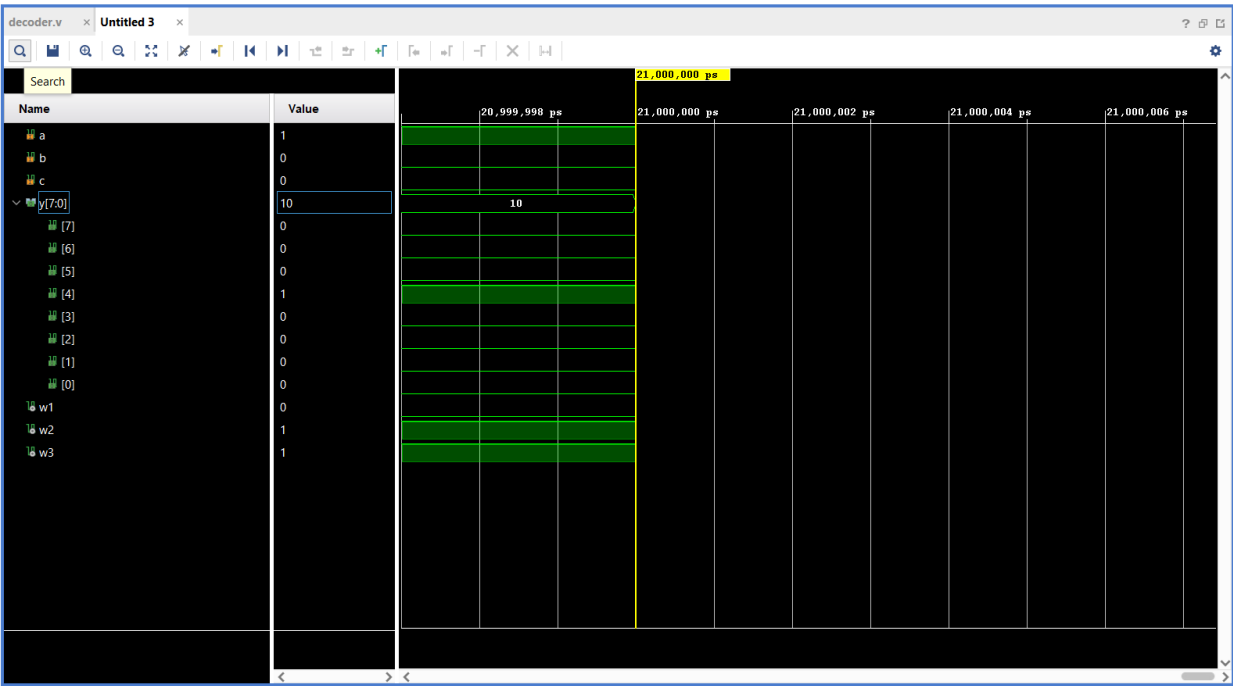 decoder.v × Untitled 3 × ?
Search
21,000,000 ps
Name Value
20,999,998 ps 21,000,000 ps 21,000,002 ps 21,000,004 ps 21,000,006 ps
a 1
b 0
c 0
y[7:0] 10 10
[7] 0
[6] 0
[5] 0
[4] 1
[3] 0
[2] 0
[1] 0
[0] 0
w1 0
w2 1
w3 1